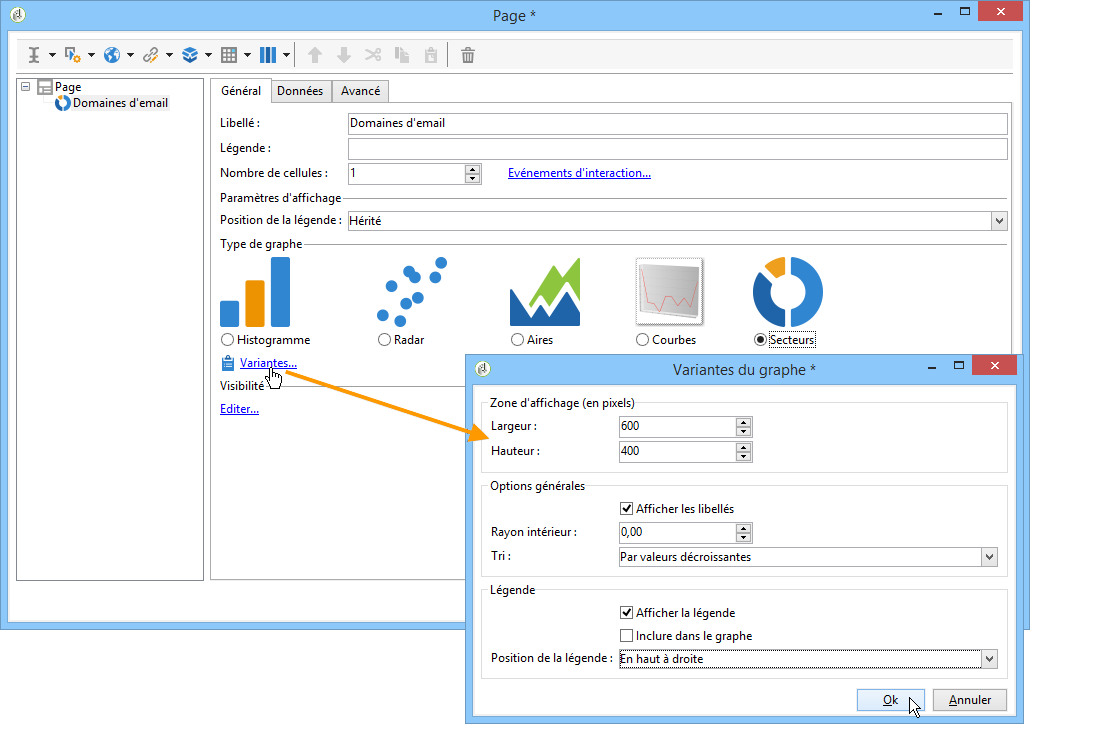 Page *
Page
Domaines d'email
Général Données Avancé
Libellé : Domaines d'email
Légende :
Nombre de cellules : 1 Evénements d'interaction...
Paramètres d'affichage
Position de la légende : Hérité
Type de graphe
Histogramme Radar Aires Courbes Secteurs
Variantes...
Visibilité
Editer...
Variantes du graphe *
Zone d'affichage (en pixels)
Largeur : 600
Hauteur : 400
Options générales
Afficher les libellés
Rayon intérieur : 0,00
Tri : Par valeurs décroissantes
Légende
Afficher la légende
Inclure dans le graphe
Position de la légende : En haut à droite
Ok Annuler